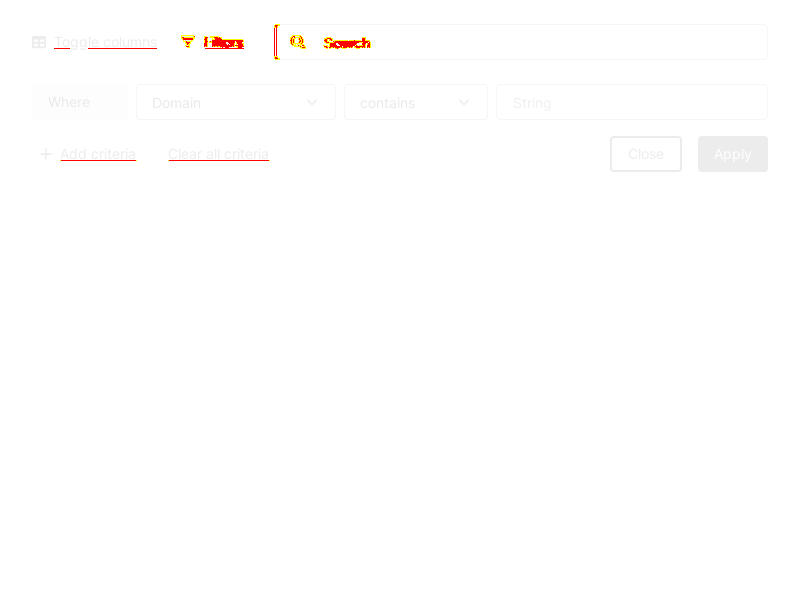 Toggle columns Filters Search
Where Domain contains String
Add criteria Clear all criteria Close Apply